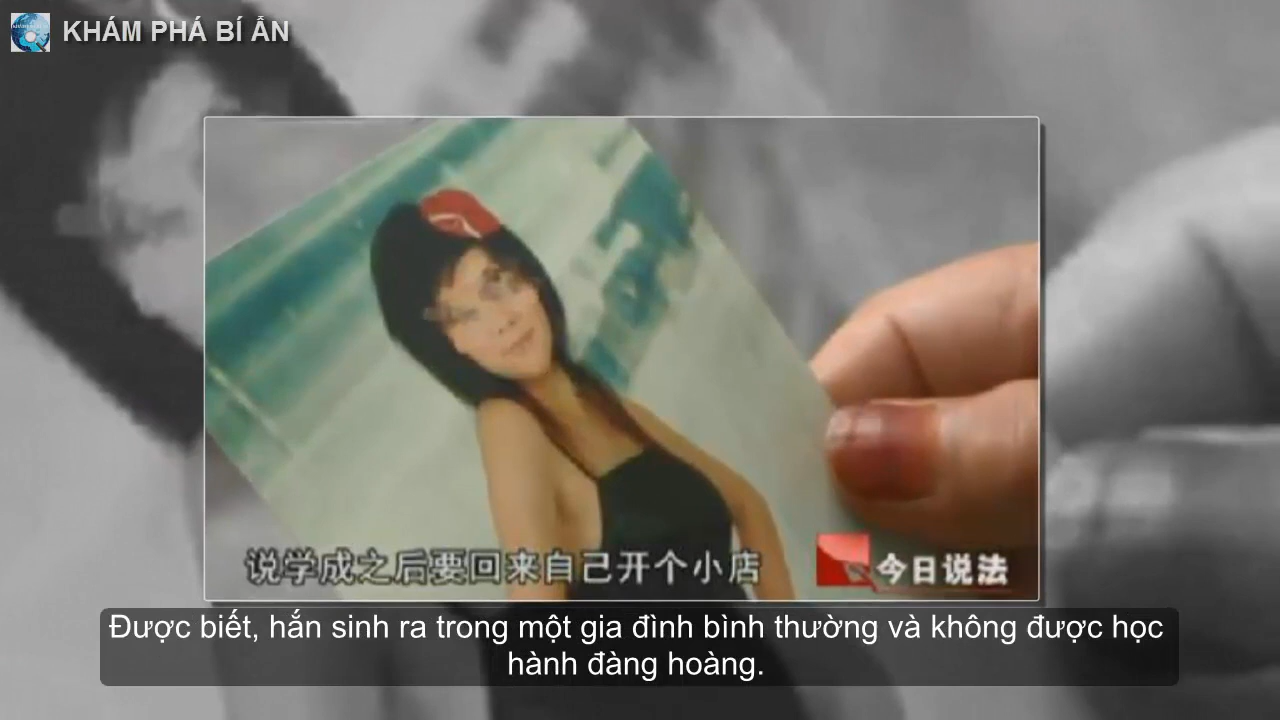 KHÁM PHÁ BÍ ẨN
说学成之后要回来自己开个小店
今日说法
Được biết, hắn sinh ra trong một gia đình bình thường và không được học
hành đàng hoàng.